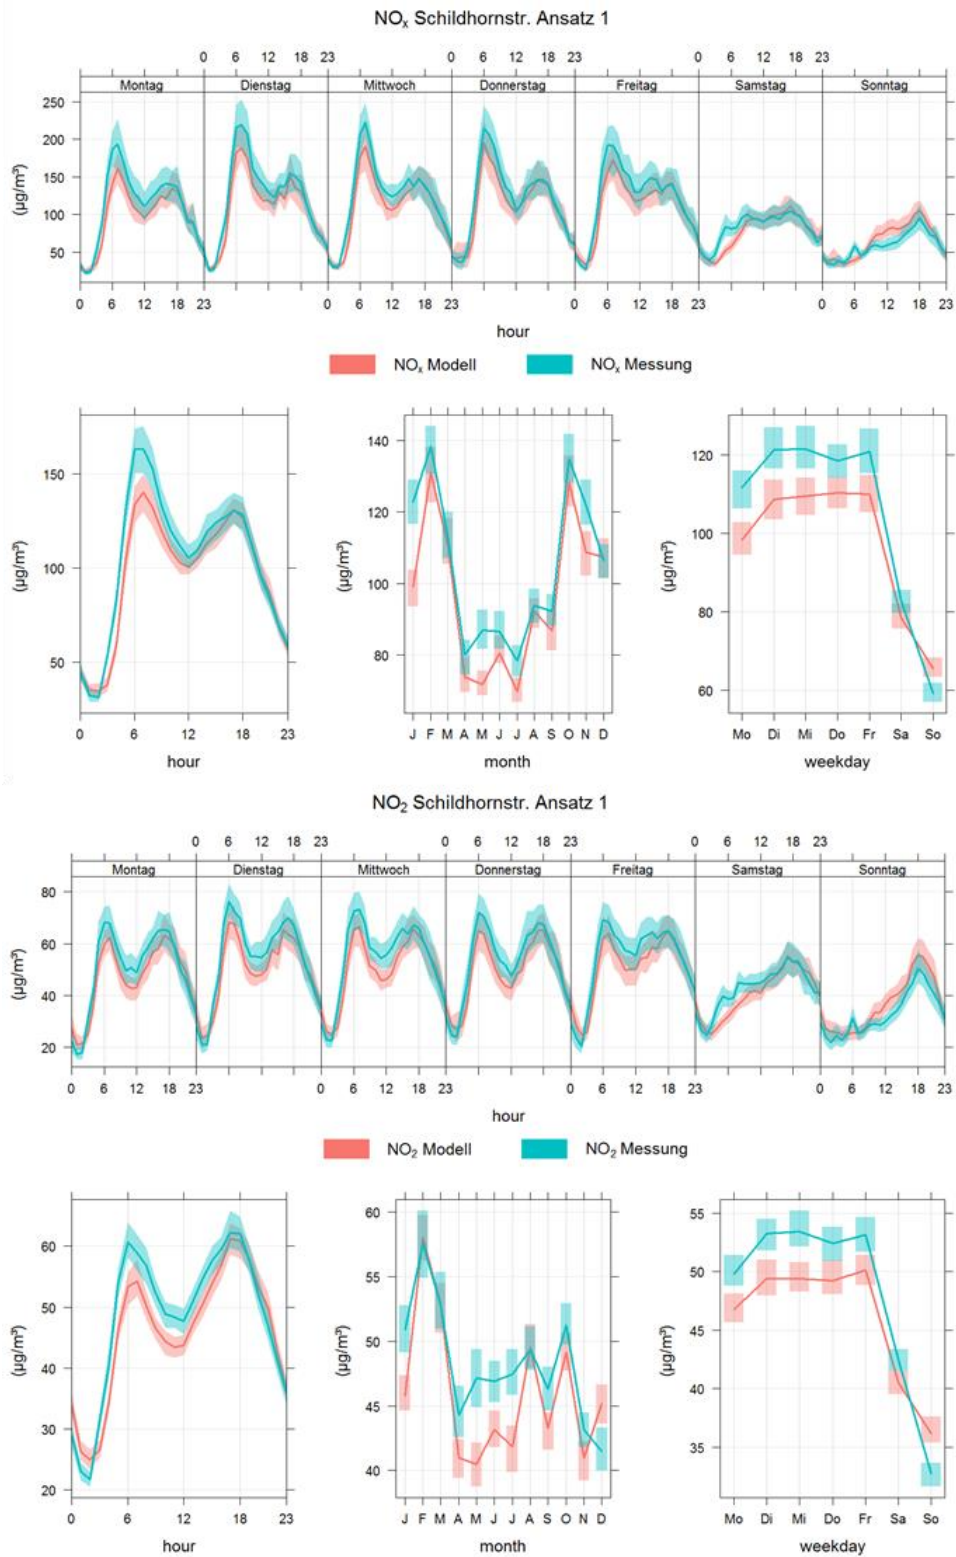 NOₓ Schildhornstr. Ansatz 1
0 6 12 18 23 0 6 12 18 23 0 6 12 18 23
Montag Dienstag Mittwoch Donnerstag Freitag Samstag Sonntag
250
200
150
100
50
(µg/m³)
0 6 12 18 23 0 6 12 18 23 0 6 12 18 23 0 6 12 18 23
hour
NOₓ Modell NOₓ Messung
150
100
50
(µg/m³)
0 6 12 18 23
hour
140
120
100
80
(µg/m³)
J F M A M J J A S O N D
month
120
100
80
60
(µg/m³)
Mo Di Mi Do Fr Sa So
weekday
NO₂ Schildhornstr. Ansatz 1
0 6 12 18 23 0 6 12 18 23 0 6 12 18 23
Montag Dienstag Mittwoch Donnerstag Freitag Samstag Sonntag
80
60
40
20
(µg/m³)
0 6 12 18 23 0 6 12 18 23 0 6 12 18 23 0 6 12 18 23
hour
NO₂ Modell NO₂ Messung
60
50
40
30
20
(µg/m³)
0 6 12 18 23
hour
60
55
50
45
40
(µg/m³)
J F M A M J J A S O N D
month
55
50
45
40
35
(µg/m³)
Mo Di Mi Do Fr Sa So
weekday